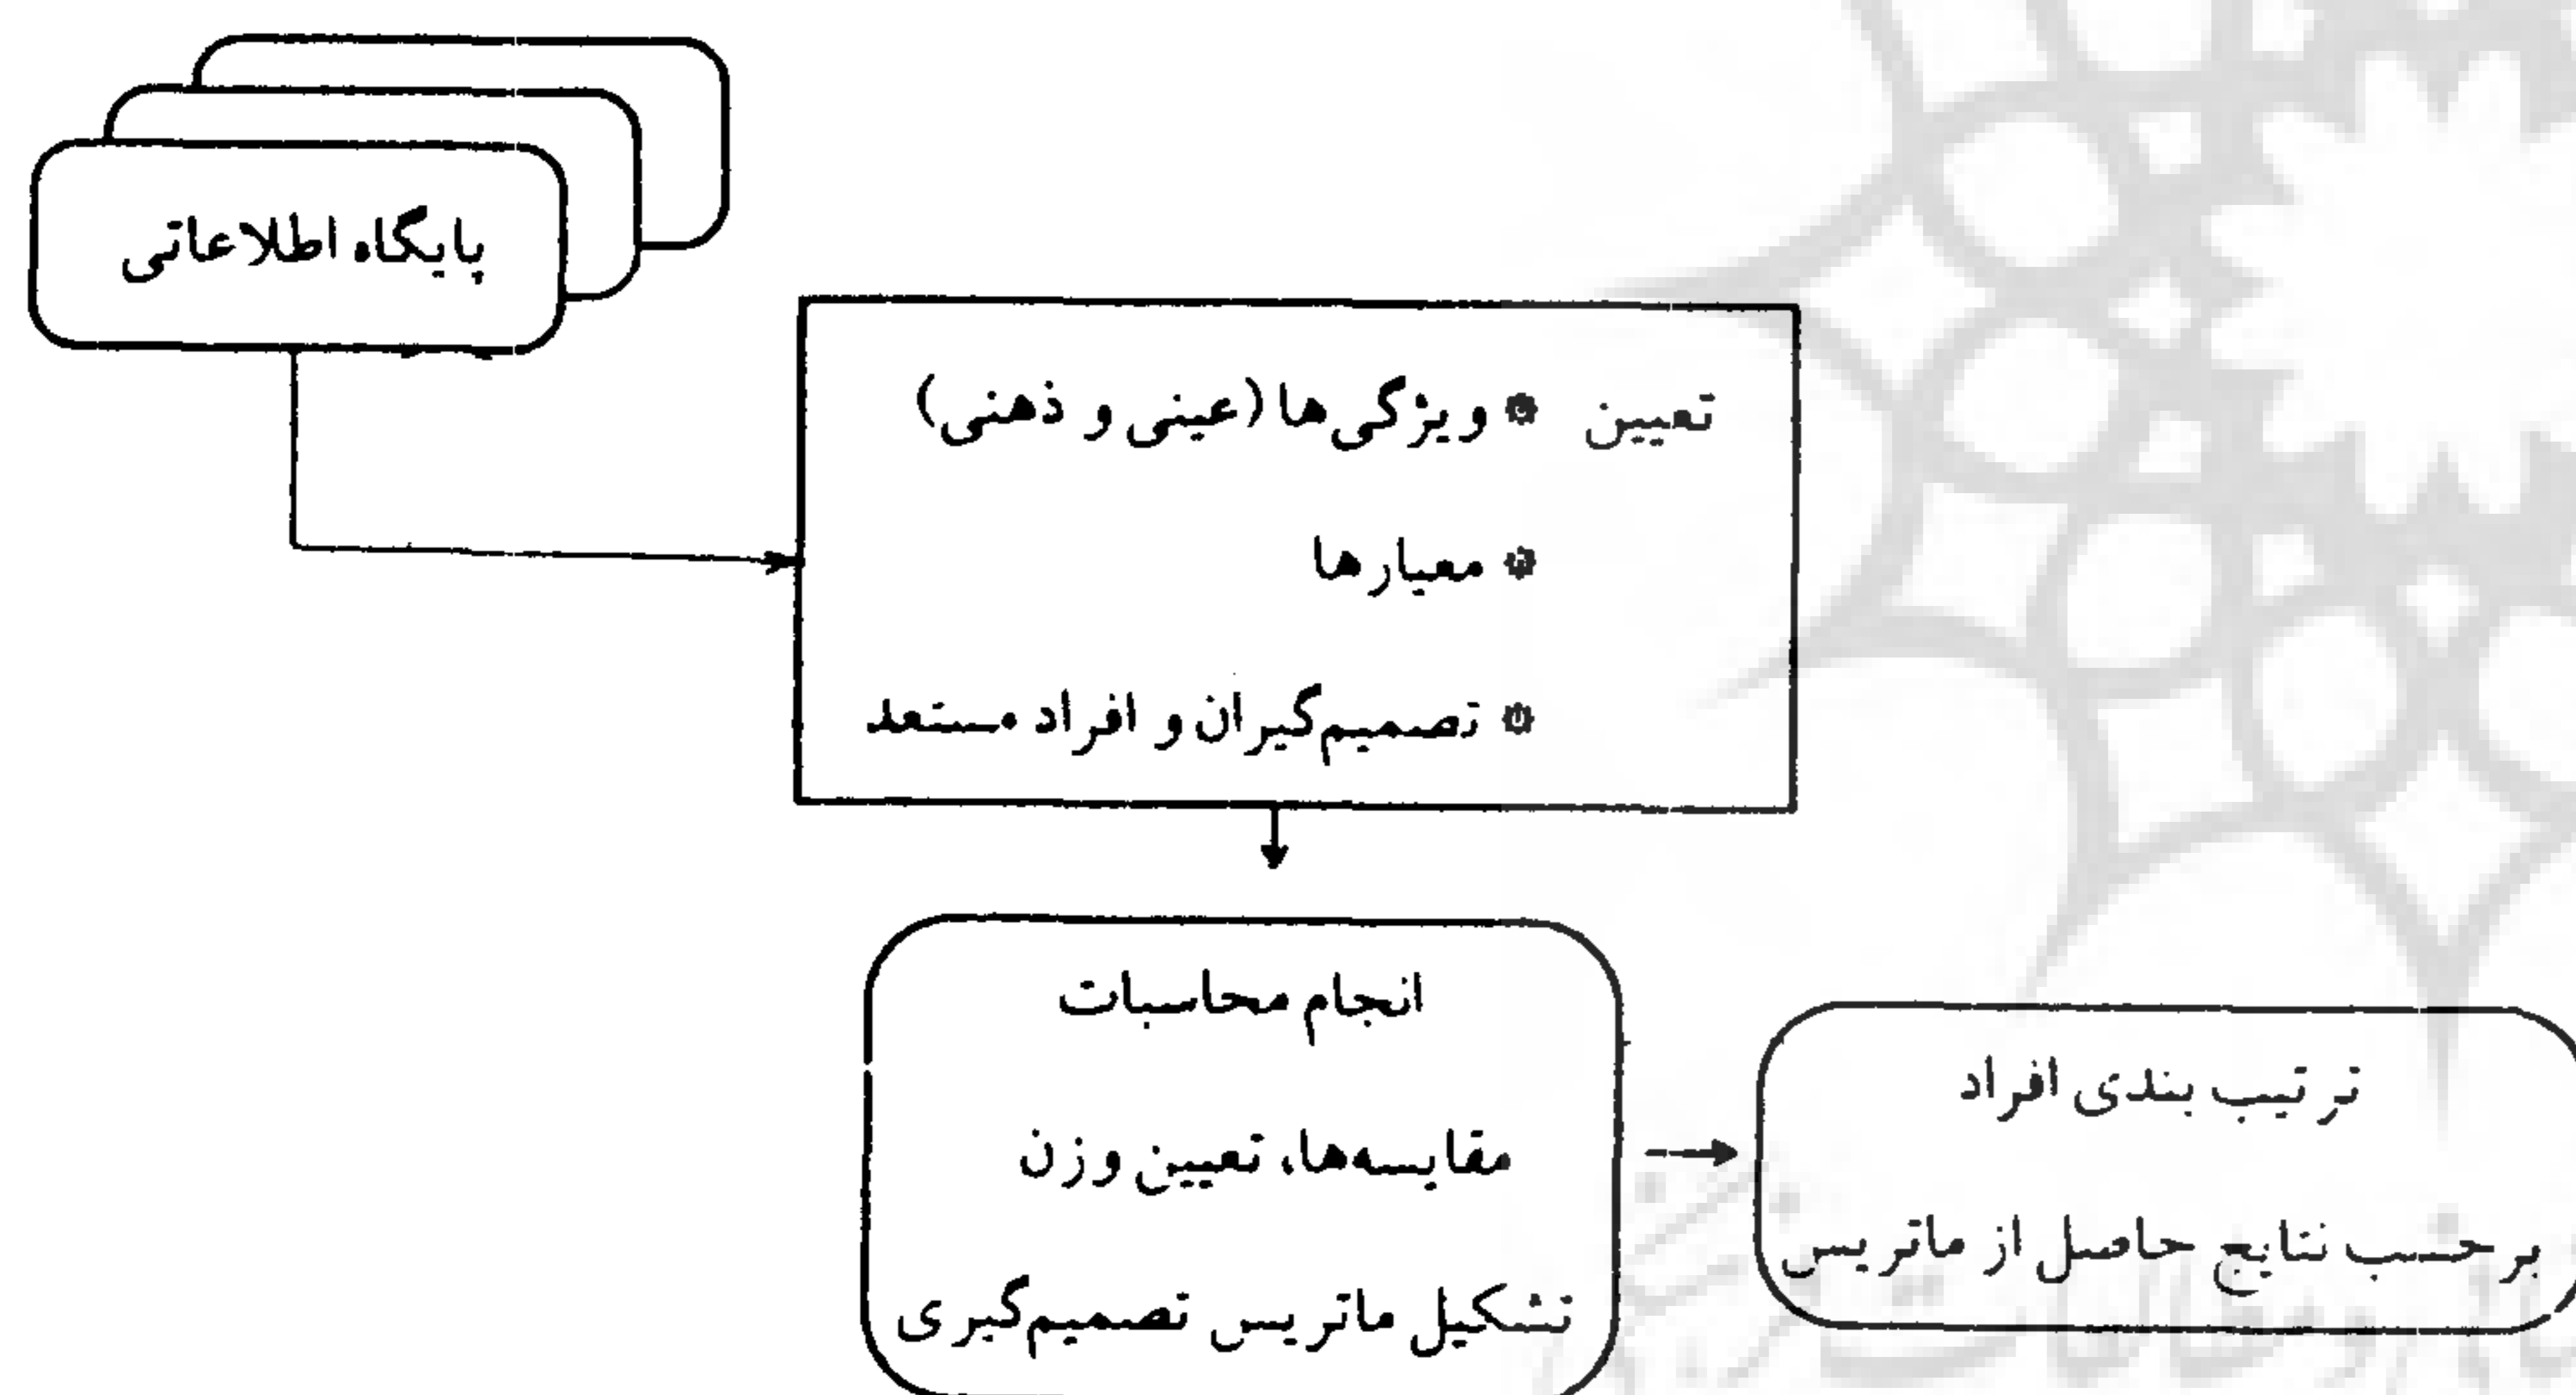 پایگاه اطلاعاتی
تعیین * ویژگی‌ها (عینی و ذهنی)
* معیارها
* تصمیم‌گیران و افراد مستعد
انجام محاسبات
مقایسه‌ها، تعیین وزن
تشکیل ماتریس تصمیم‌گیری
ترتیب بندی افراد
برحسب نتایج حاصل از ماتریس